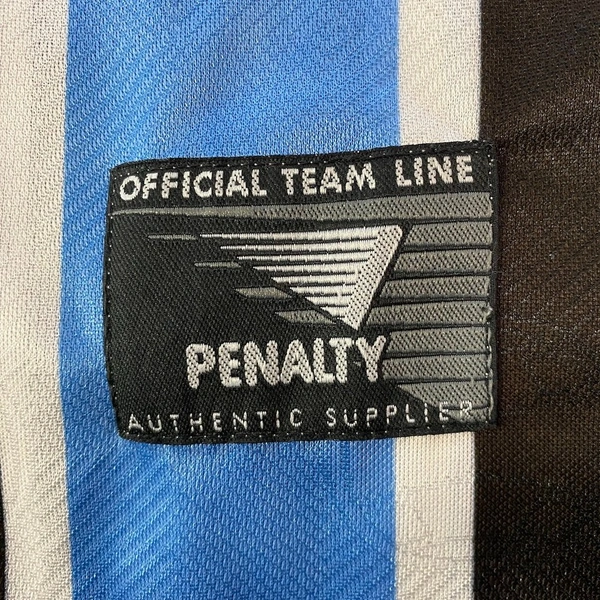 OFFICIAL TEAM LINE
PENALTY
AUTHENTIC SUPPLIER